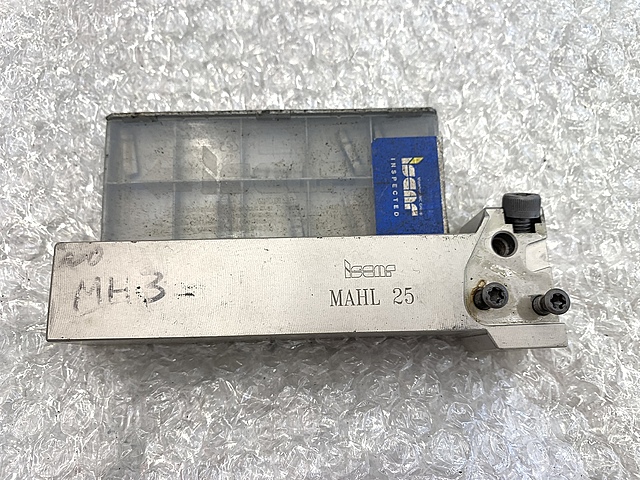 iscar
INSPECTED
iscar
MAHL 25
MH3